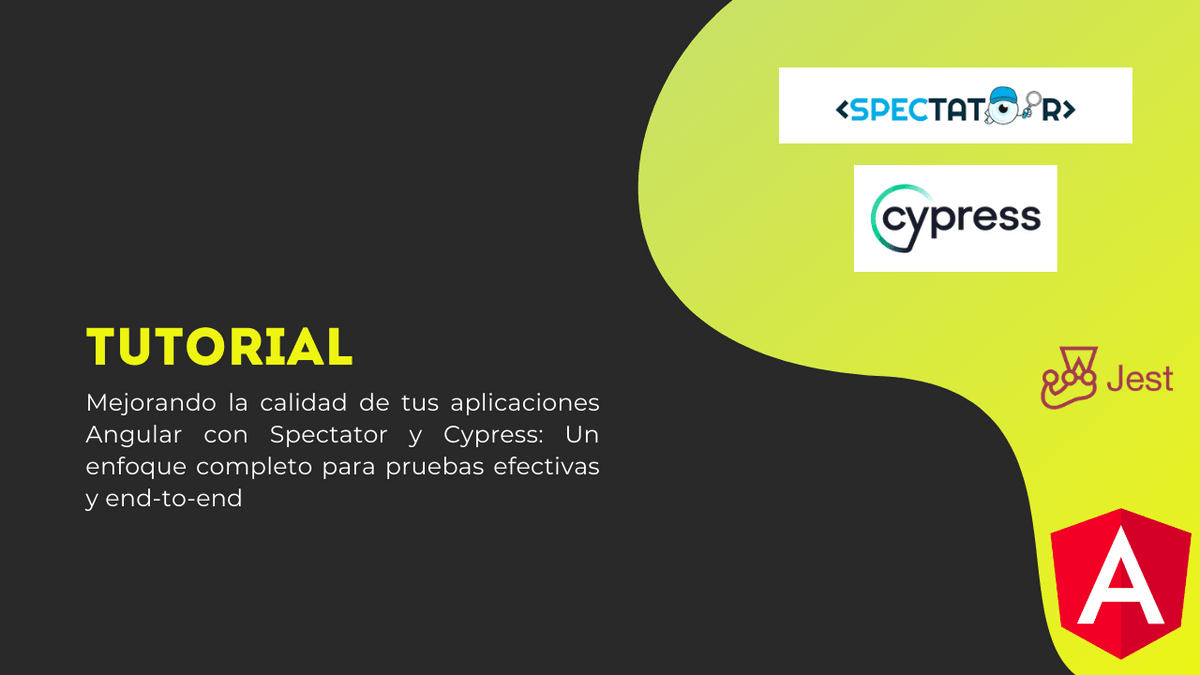 <SPECTATOR>
cypress
Jest
TUTORIAL
Mejorando la calidad de tus aplicaciones
Angular con Spectator y Cypress: Un
enfoque completo para pruebas efectivas
y end-to-end
A